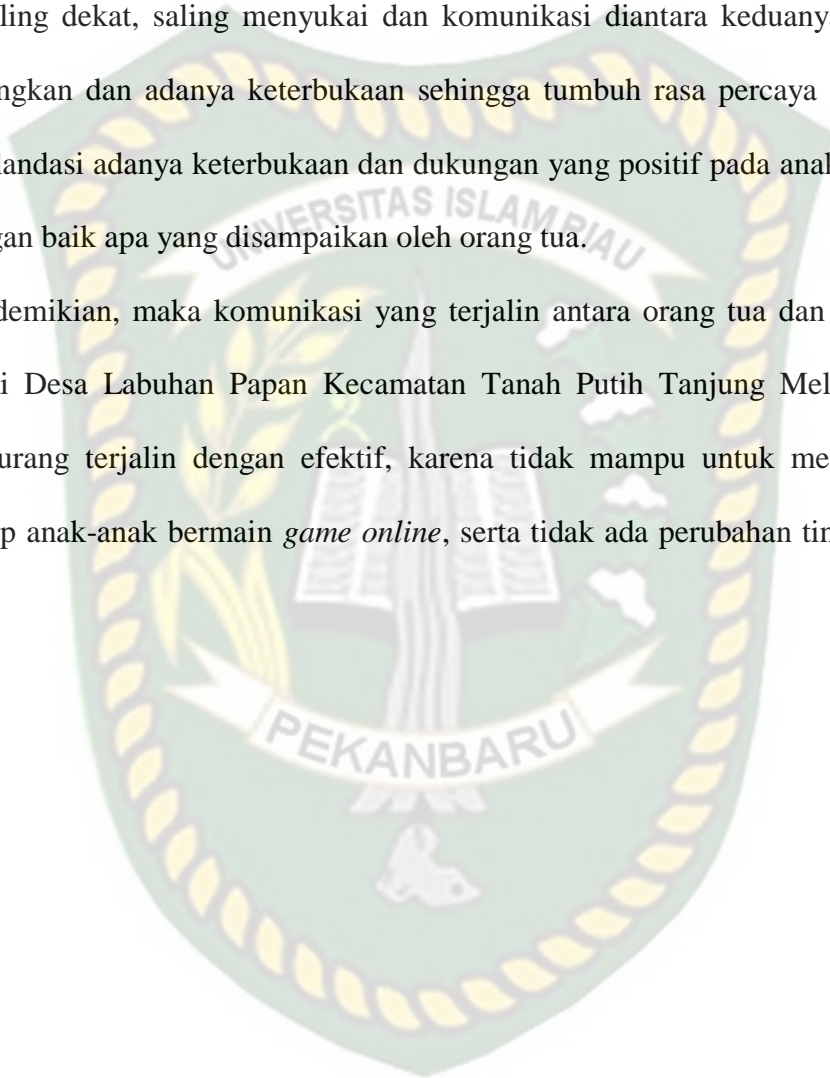 ling dekat, saling menyukai dan komunikasi diantara keduanya
ngkan dan adanya keterbukaan sehingga tumbuh rasa percaya
landasi adanya keterbukaan dan dukungan yang positif pada anak
gan baik apa yang disampaikan oleh orang tua.
UNIVERSITAS ISLAM RIAU
demikian, maka komunikasi yang terjalin antara orang tua dan
i Desa Labuhan Papan Kecamatan Tanah Putih Tanjung Mel
urang terjalin dengan efektif, karena tidak mampu untuk me
p anak-anak bermain game online, serta tidak ada perubahan tin
PEKANBARU